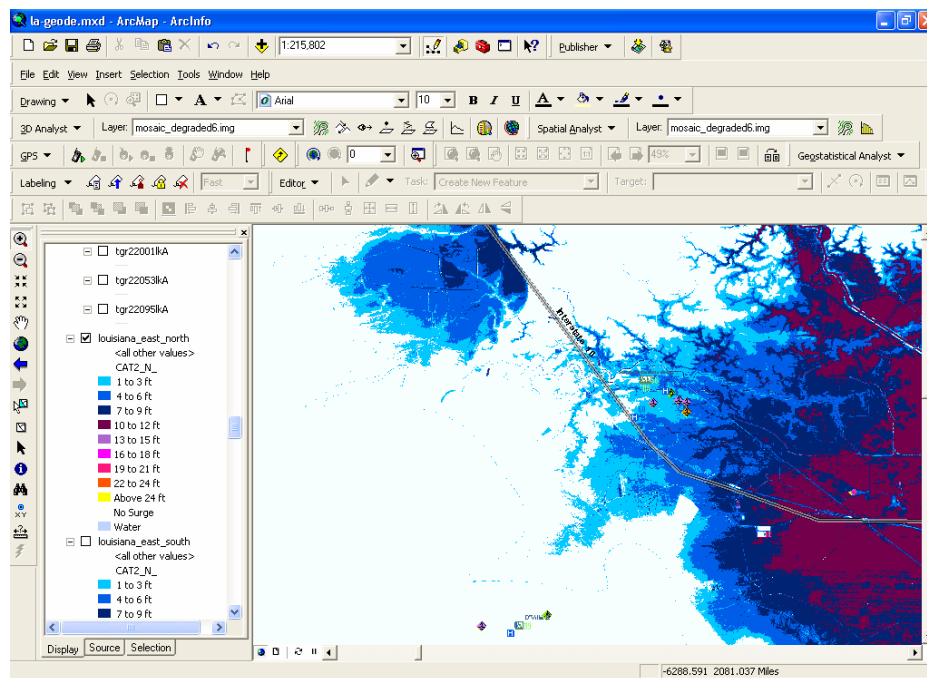 la-geode.mxd - ArcMap - ArcInfo
1:215,802 Publisher
File Edit View Insert Selection Tools Window Help
Drawing A Arial 10 B I U A
3D Analyst Layer: mosaic_degraded6.img Spatial Analyst Layer: mosaic_degraded6.img
GPS 0 49% Geostatistical Analyst
Labeling Fast Editor Task: Create New Feature Target:
tgr22001lkA
tgr22053lkA
tgr22095lkA
louisiana_east_north
<all other values>
CAT2_N_
1 to 3 ft
4 to 6 ft
7 to 9 ft
10 to 12 ft
13 to 15 ft
16 to 18 ft
19 to 21 ft
22 to 24 ft
Above 24 ft
No Surge
Water
louisiana_east_south
<all other values>
CAT2_N_
1 to 3 ft
4 to 6 ft
7 to 9 ft
Interstate 10
H
H
H
Display Source Selection
-6288.591 2081.037 Miles